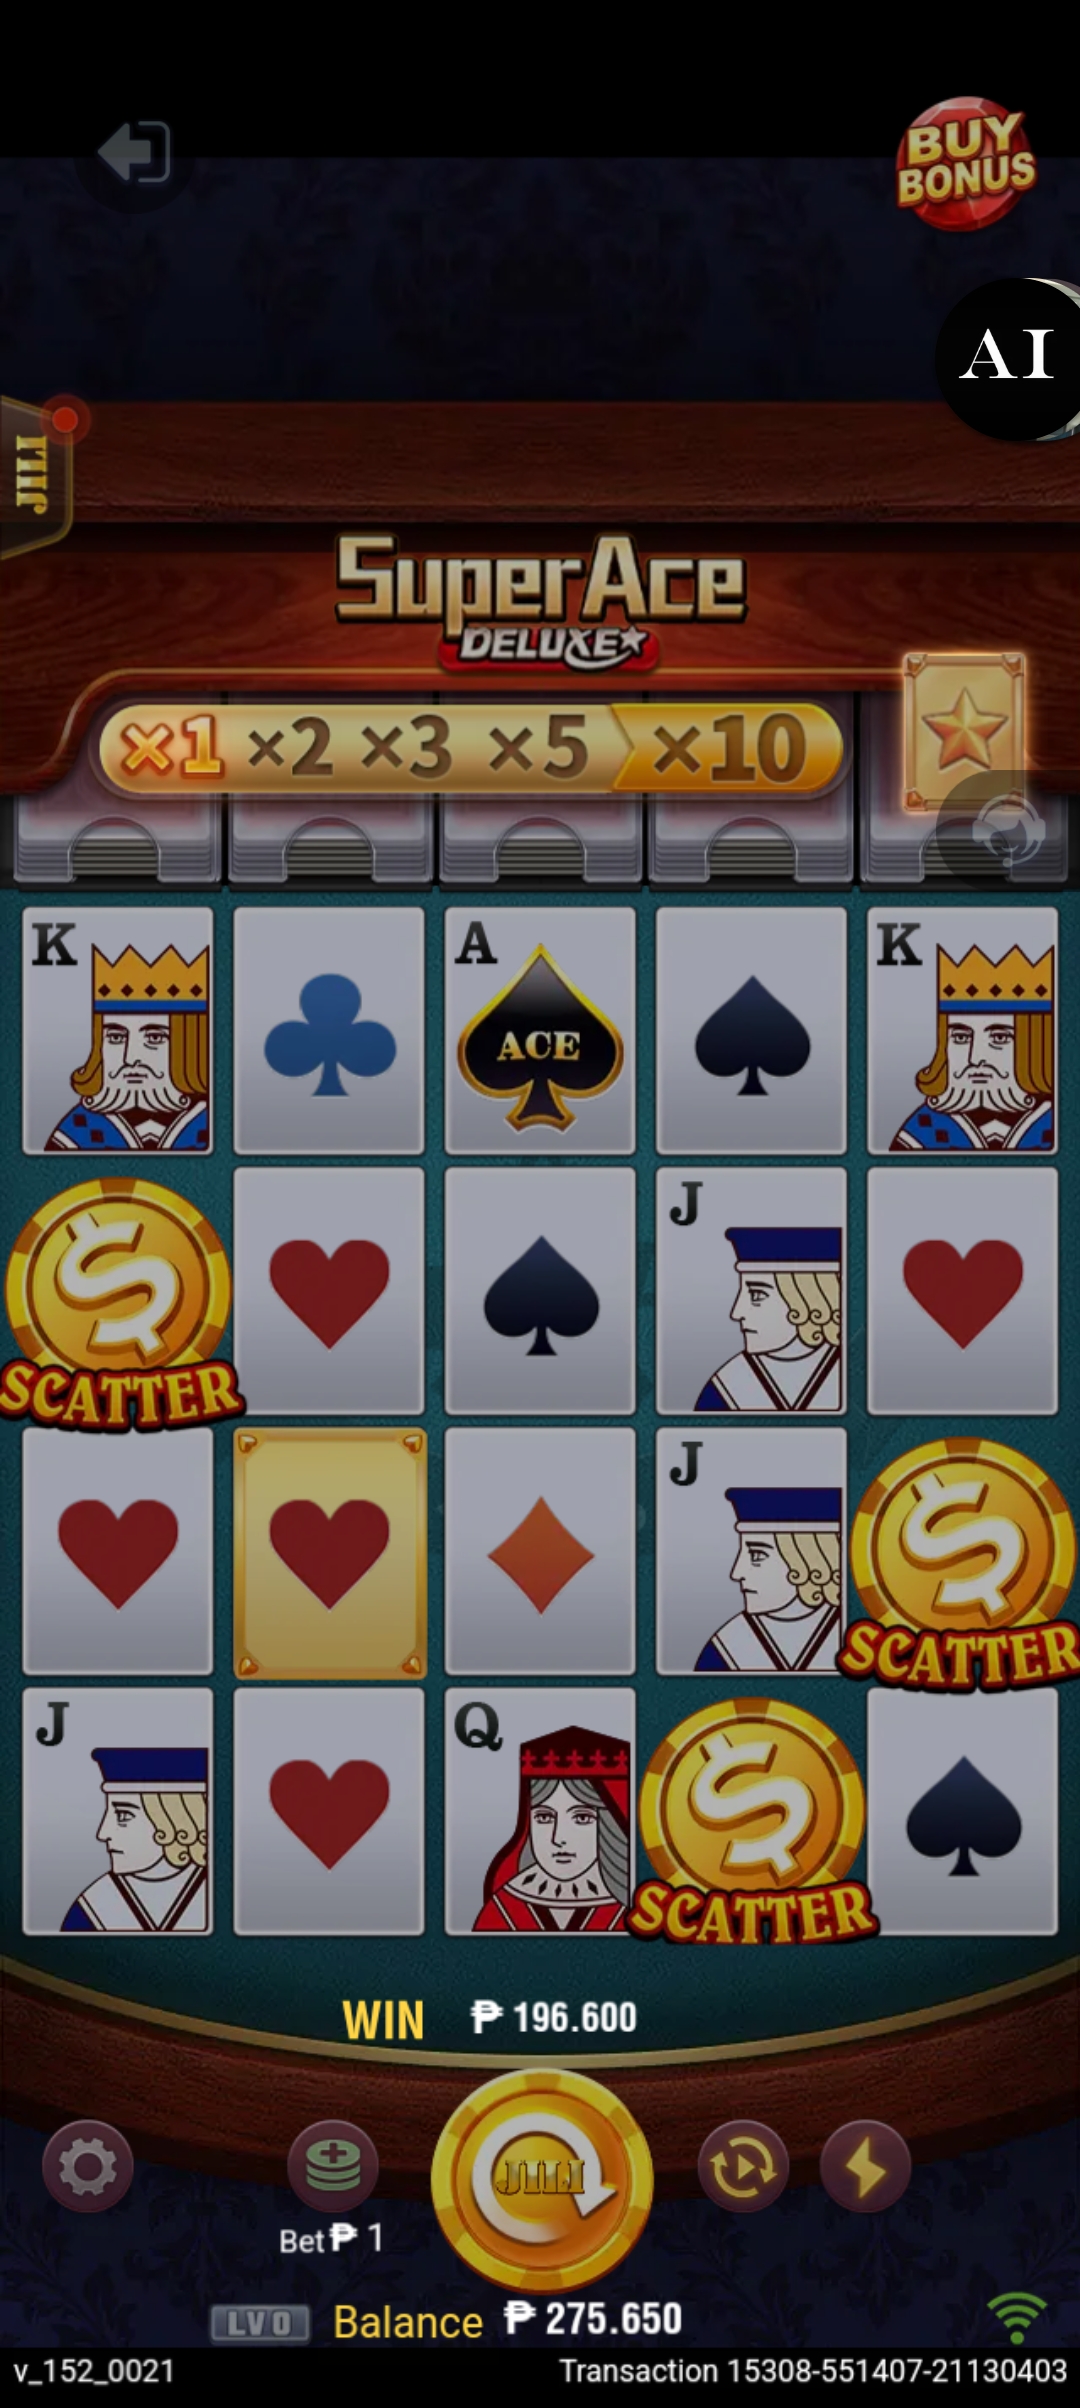 BUY
BONUS
AI
JILI
SuperAce
DELUXE
×1 ×2 ×3 ×5 ×10
K A K
ACE
J
SCATTER
J
SCATTER
J Q
SCATTER
WIN ₱ 196.600
JILI
Bet ₱ 1
LV 0 Balance ₱ 275.650
v_152_0021 Transaction 15308-551407-21130403